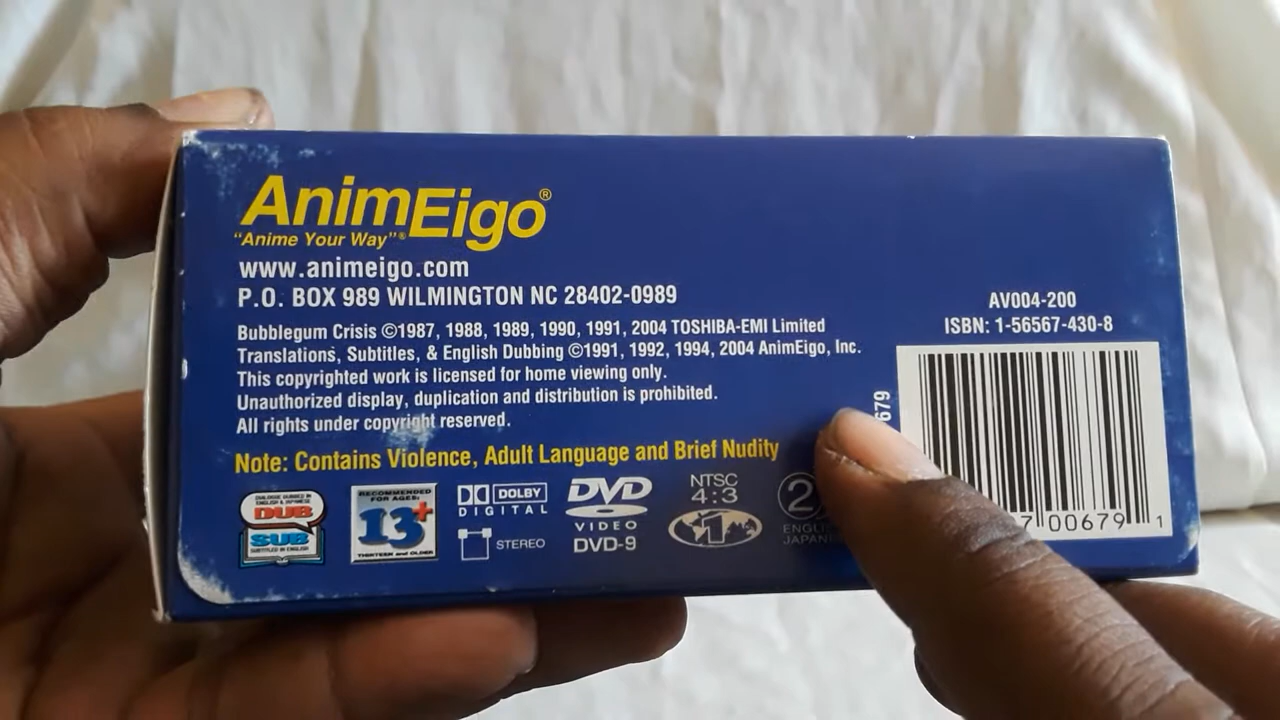 AnimEigo®
"Anime Your Way"®
www.animeigo.com
P.O. BOX 989 WILMINGTON NC 28402-0989
Bubblegum Crisis ©1987, 1988, 1989, 1990, 1991, 2004 TOSHIBA-EMI Limited
Translations, Subtitles, & English Dubbing ©1991, 1992, 1994, 2004 AnimEigo, Inc.
This copyrighted work is licensed for home viewing only.
Unauthorized display, duplication and distribution is prohibited.
All rights under copyright reserved.
Note: Contains Violence, Adult Language and Brief Nudity
DIALOGUE DUBBED IN
ENGLISH & JAPANESE
DUB
SUB
SUBTITLED IN ENGLISH
RECOMMENDED
FOR AGES:
13+
THIRTEEN and OLDER
DOLBY
DIGITAL
STEREO
DVD
VIDEO
DVD-9
NTSC
4:3
1
2
AV004-200
ISBN: 1-56567-430-8
679
7 00679 1